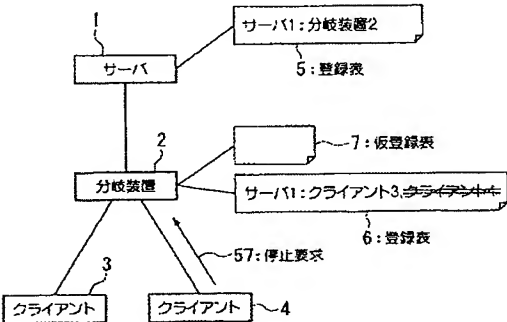 1
サーバ
サーバ1:分岐装置2
5:登録表
2
分岐装置
7:仮登録表
サーバ1:クライアント3,クライアント4
6:登録表
57:停止要求
3
クライアント
クライアント
4